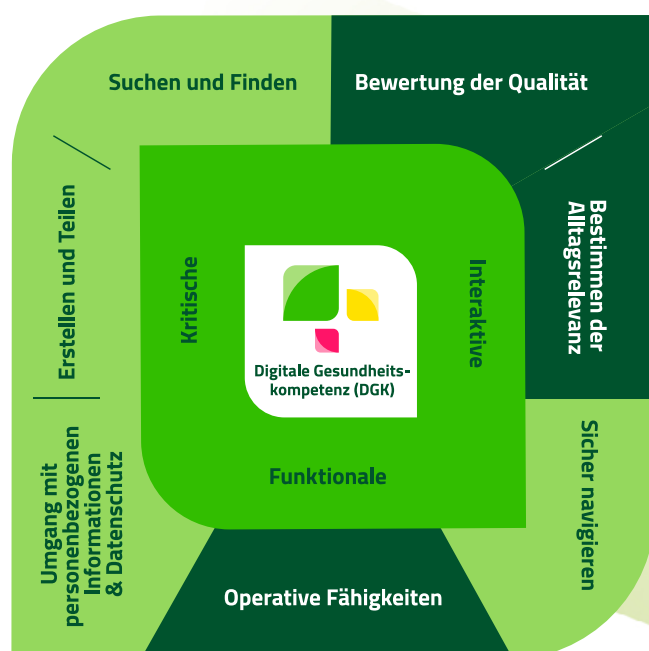 Suchen und Finden
Bewertung der Qualität
Erstellen und Teilen
Kritische
Interaktive
Bestimmen der
Alltagsrelevanz
Digitale Gesundheits-
kompetenz (DGK)
Funktionale
Umgang mit
personenbezogenen
Informationen
& Datenschutz
Sicher navigieren
Operative Fähigkeiten